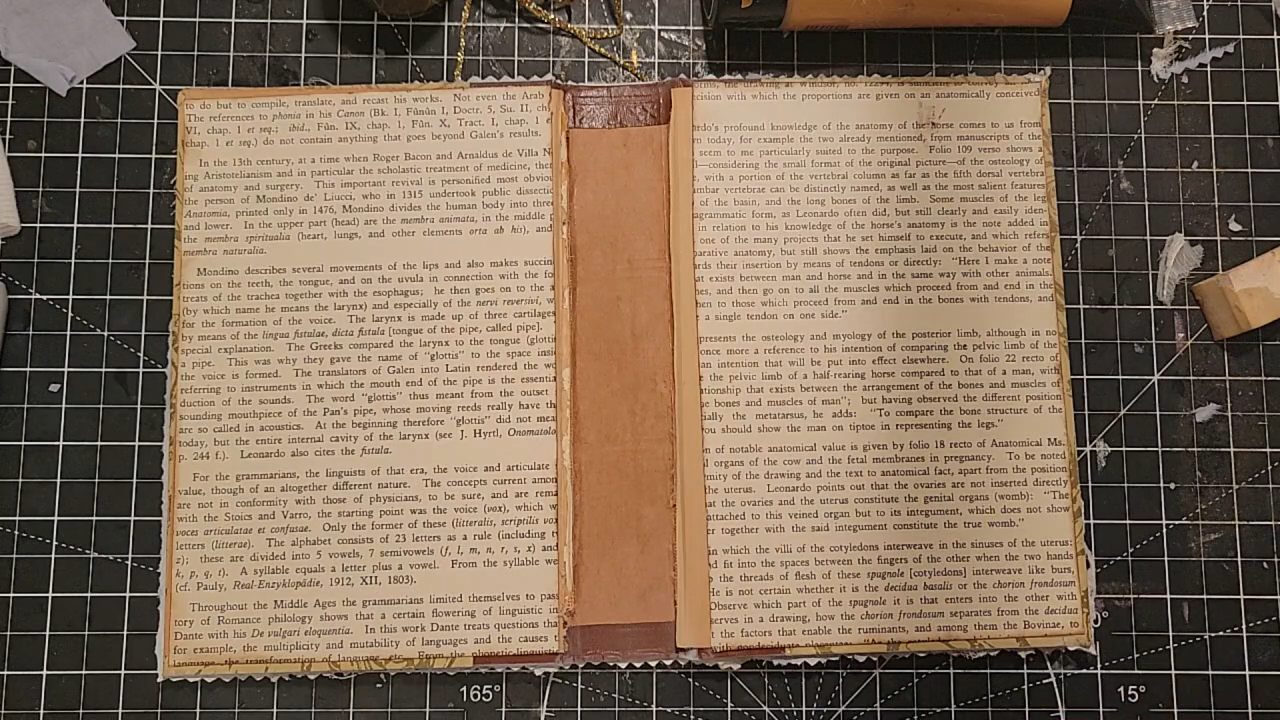 to do but to compile, translate, and recast his works. Not even the Arab
The references to phonia in his Canon (Bk. I, Fûnûn I, Doctr. 5, Su. II, ch
VI, chap. 1 et seq.; ibid., Fûn. IX, chap. 1, Fûn. X, Tract. I, chap. 1 e
chap. 1 et seq.) do not contain anything that goes beyond Galen's results.
In the 13th century, at a time when Roger Bacon and Arnaldus de Villa N
ing Aristotelianism and in particular the scholastic treatment of medicine, the
of anatomy and surgery. This important revival is personified most obviou
the person of Mondino de' Liucci, who in 1315 undertook public dissectio
Anatomia, printed only in 1476, Mondino divides the human body into three
and lower. In the upper part (head) are the membra animata, in the middle p
the membra spiritualia (heart, lungs, and other elements orta ab his), and
membra naturalia.
Mondino describes several movements of the lips and also makes succin
tions on the teeth, the tongue, and on the uvula in connection with the fo
treats of the trachea together with the esophagus; he then goes on to the a
(by which name he means the larynx) and especially of the nervi reversivi, w
for the formation of the voice. The larynx is made up of three cartilages
by means of the lingua fistulae, dicta fistula [tongue of the pipe, called pipe].
special explanation. The Greeks compared the larynx to the tongue (glotti
a pipe. This was why they gave the name of "glottis" to the space insi
the voice is formed. The translators of Galen into Latin rendered the wo
referring to instruments in which the mouth end of the pipe is the essentia
duction of the sounds. The word "glottis" thus meant from the outset
sounding mouthpiece of the Pan's pipe, whose moving reeds really have th
are so called in acoustics. At the beginning therefore "glottis" did not mea
today, but the entire internal cavity of the larynx (see J. Hyrtl, Onomatolo
p. 244 f.). Leonardo also cites the fistula.
For the grammarians, the linguists of that era, the voice and articulate
value, though of an altogether different nature. The concepts current amon
are not in conformity with those of physicians, to be sure, and are rema
with the Stoics and Varro, the starting point was the voice (vox), which w
voces articulatae et confusae. Only the former of these (litteralis, scriptilis vox
letters (litterae). The alphabet consists of 23 letters as a rule (including
z); these are divided into 5 vowels, 7 semivowels (f, l, m, n, r, s, x) and
k, p, q, t). A syllable equals a letter plus a vowel. From the syllable we
(cf. Pauly, Real-Enzyklopädie, 1912, XII, 1803).
Throughout the Middle Ages the grammarians limited themselves to pass
tory of Romance philology shows that a certain flowering of linguistic in
Dante with his De vulgari eloquentia. In this work Dante treats questions tha
for example, the multiplicity and mutability of languages and the causes t
language, the transformation of language, etc. From the phonetic-linguistic
orms, the drawing at Windsor, no. 12294, is sufficient to convey
cision with which the proportions are given on an anatomically conceived
rdo's profound knowledge of the anatomy of the horse comes to us from
n today, for example the two already mentioned, from manuscripts of the
seem to me particularly suited to the purpose. Folio 109 verso shows a
l—considering the small format of the original picture—of the osteology of
, with a portion of the vertebral column as far as the fifth dorsal vertebra
mbar vertebrae can be distinctly named, as well as the most salient features
of the basin, and the long bones of the limb. Some muscles of the leg
agrammatic form, as Leonardo often did, but still clearly and easily iden-
in relation to his knowledge of the horse's anatomy is the note added in
one of the many projects that he set himself to execute, and which refers
parative anatomy, but still shows the emphasis laid on the behavior of the
rds their insertion by means of tendons or directly: "Here I make a note
at exists between man and horse and in the same way with other animals.
nes, and then go on to all the muscles which proceed from and end in the
hen to those which proceed from and end in the bones with tendons, and
a single tendon on one side."
presents the osteology and myology of the posterior limb, although in no
once more a reference to his intention of comparing the pelvic limb of the
an intention that will be put into effect elsewhere. On folio 22 recto of
e the pelvic limb of a half-rearing horse compared to that of a man, with
ationship that exists between the arrangement of the bones and muscles of
e bones and muscles of man"; but having observed the different position
ially the metatarsus, he adds: "To compare the bone structure of the
ou should show the man on tiptoe in representing the legs."
n of notable anatomical value is given by folio 18 recto of Anatomical Ms.
l organs of the cow and the fetal membranes in pregnancy. To be noted
rmity of the drawing and the text to anatomical fact, apart from the position
the uterus. Leonardo points out that the ovaries are not inserted directly
at the ovaries and the uterus constitute the genital organs (womb): "The
attached to this veined organ but to its integument, which does not show
er together with the said integument constitute the true womb."
in which the villi of the cotyledons interweave in the sinuses of the uterus:
d fit into the spaces between the fingers of the other when the two hands
the threads of flesh of these spugnole [cotyledons] interweave like burs,
He is not certain whether it is the decidua basalis or the chorion frondosum
Observe which part of the spugnole it is that enters into the other with
serves in a drawing, how the chorion frondosum separates from the decidua
t the factors that enable the ruminants, and among them the Bovinae, to
165°
0°
15°